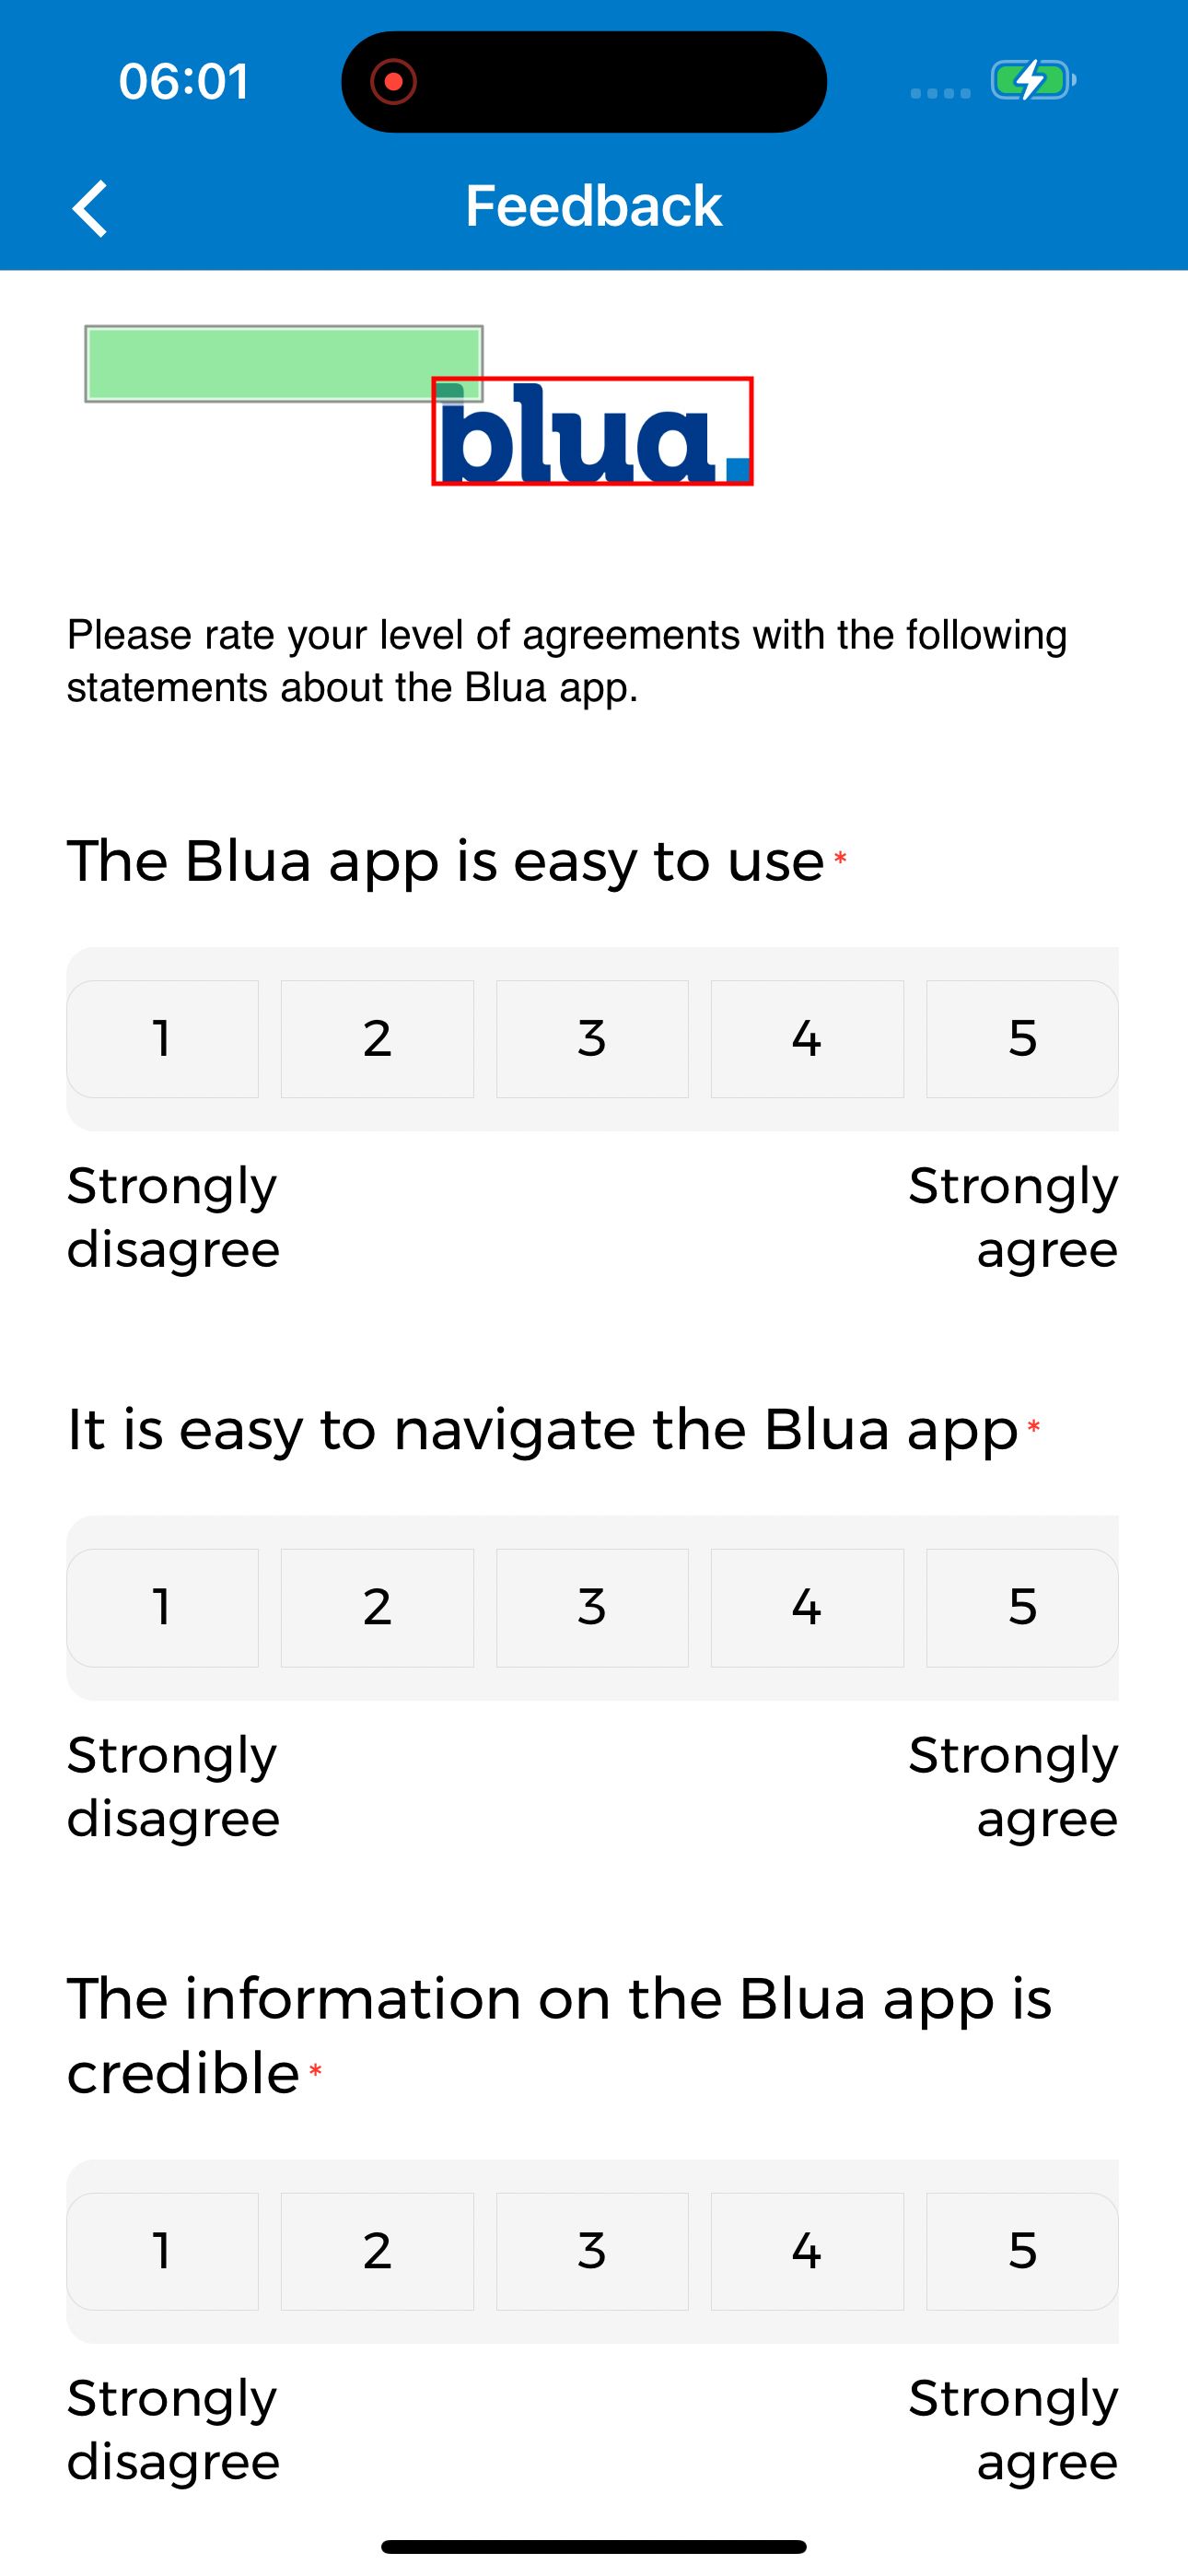 06:01
Feedback
blua.
Please rate your level of agreements with the following
statements about the Blua app.
The Blua app is easy to use *
1 2 3 4 5
Strongly disagree
Strongly agree
It is easy to navigate the Blua app *
1 2 3 4 5
Strongly disagree
Strongly agree
The information on the Blua app is
credible *
1 2 3 4 5
Strongly disagree
Strongly agree